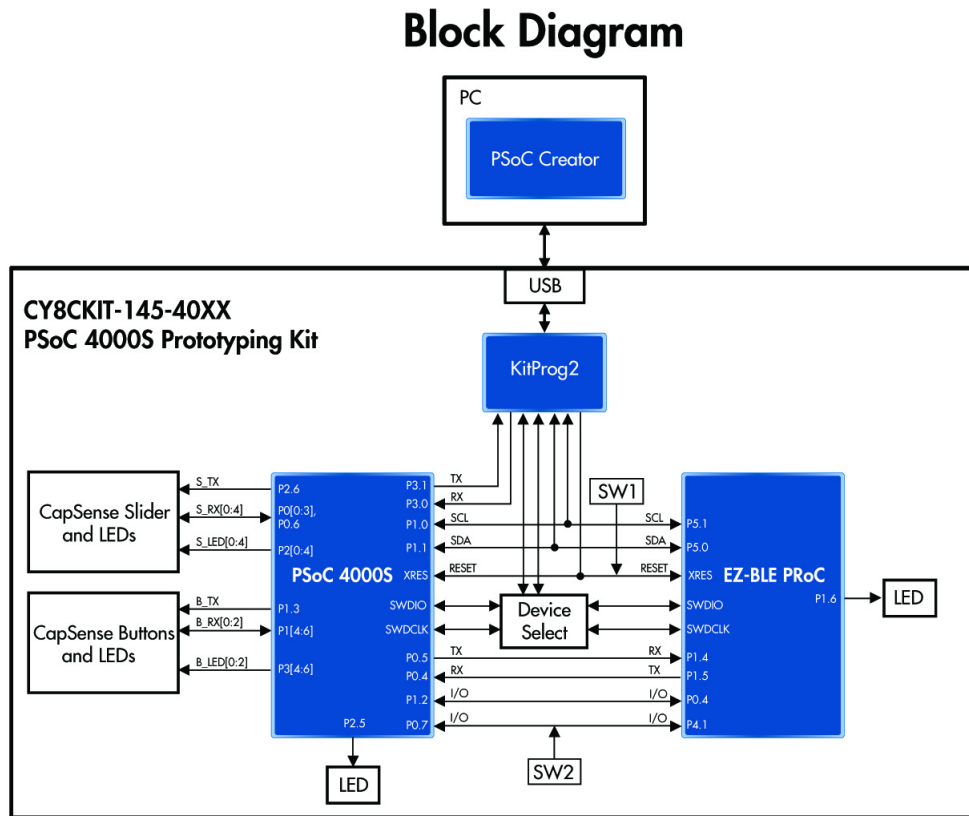 Block Diagram
PC
PSoC Creator
USB
CY8CKIT-145-40XX
PSoC 4000S Prototyping Kit
KitProg2
CapSense Slider
and LEDs
S_TX
S_RX[0:4]
S_LED[0:4]
P2.6
P0[0:3],
P0.6
P2[0:4]
CapSense Buttons
and LEDs
B_TX
B_RX[0:2]
B_LED[0:2]
P1.3
P1[4:6]
P3[4:6]
PSoC 4000S
P2.5
LED
P3.1
TX
P3.0
RX
P1.0
SCL
SCL
P5.1
P1.1
SDA
SDA
P5.0
XRES
RESET
RESET
XRES
SW1
SWDIO
SWDIO
SWDCLK
SWDCLK
Device
Select
P0.5
TX
RX
P1.4
P0.4
RX
TX
P1.5
P1.2
I/O
I/O
P0.4
P0.7
I/O
I/O
P4.1
SW2
EZ-BLE PRoC
P1.6
LED